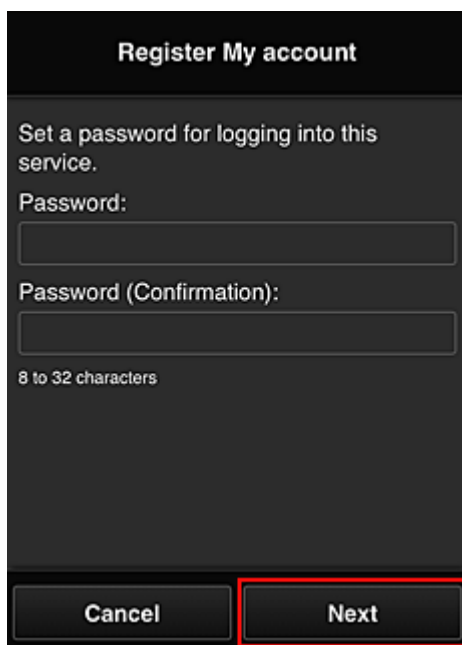 Register My account
Set a password for logging into this
service.
Password:
Password (Confirmation):
8 to 32 characters
Cancel
Next